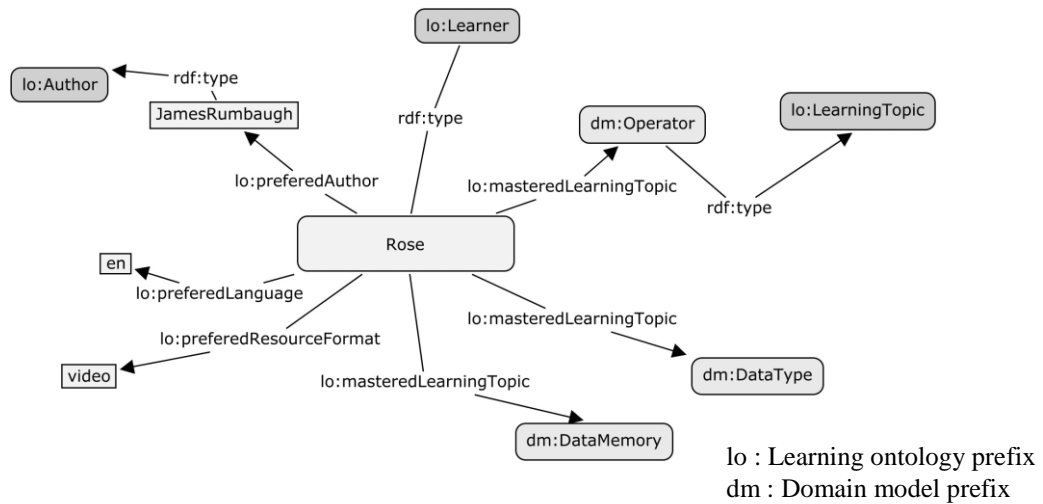 lo:Learner
lo:Author
rdf:type
JamesRumbaugh
lo:LearningTopic
rdf:type
dm:Operator
lo:preferedAuthor
lo:masteredLearningTopic
rdf:type
Rose
en
lo:preferedLanguage
lo:masteredLearningTopic
lo:preferedResourceFormat
video
lo:masteredLearningTopic
dm:DataType
dm:DataMemory
lo : Learning ontology prefix
dm : Domain model prefix